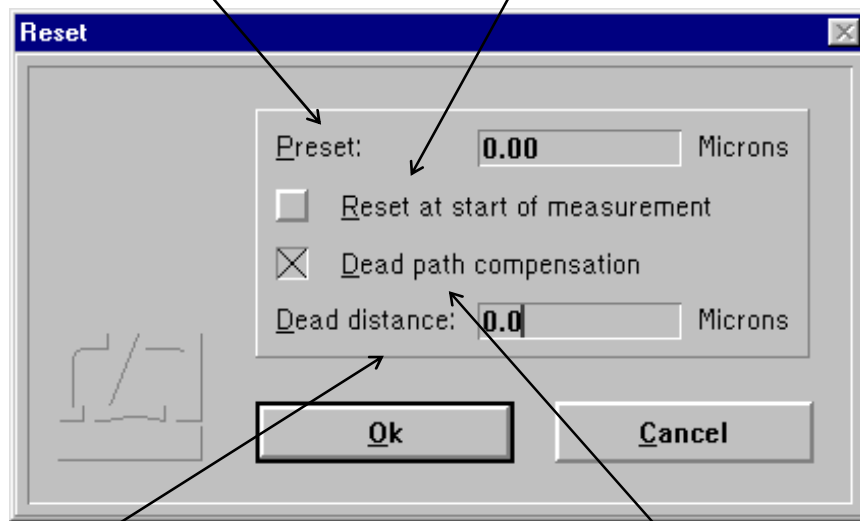 Reset
Preset: 0.00 Microns
Reset at start of measurement
Dead path compensation
Dead distance: 0.0 Microns
Ok Cancel